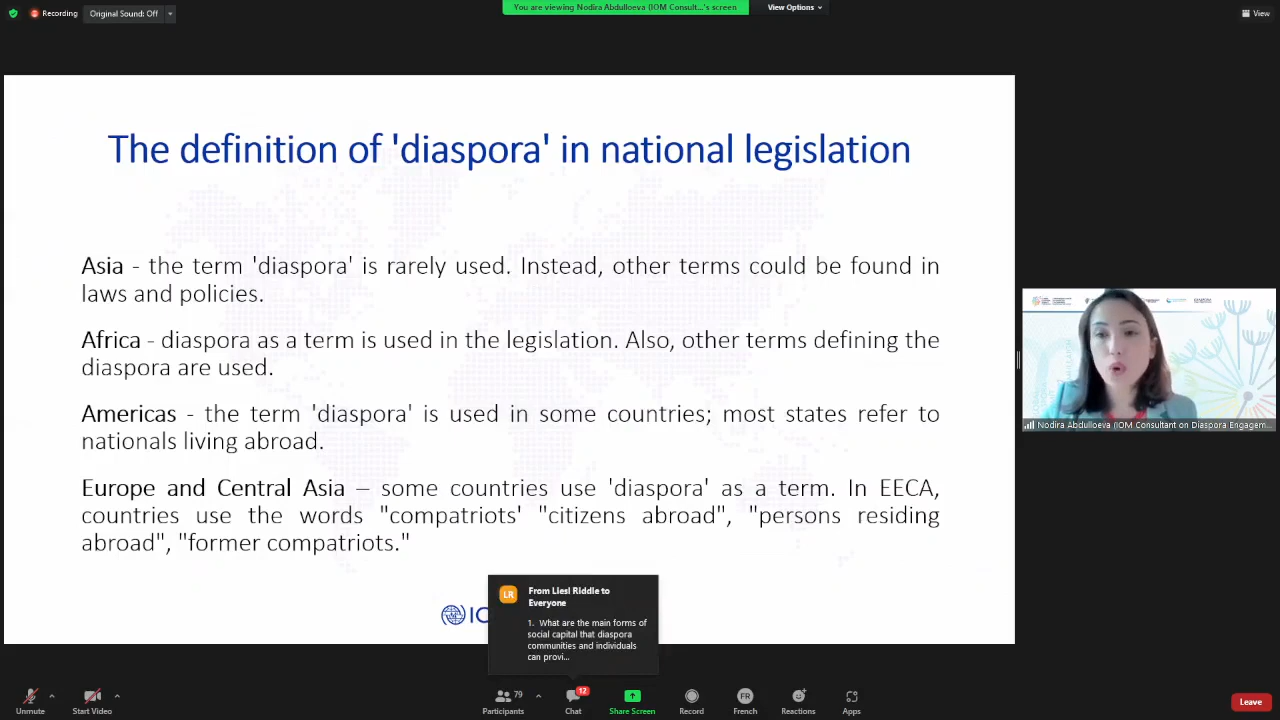 Recording
Original Sound: Off
You are viewing Nodira Abdulloeva (IOM Consult...'s screen
View Options
View
The definition of 'diaspora' in national legislation
Asia - the term 'diaspora' is rarely used. Instead, other terms could be found in
laws and policies.
Africa - diaspora as a term is used in the legislation. Also, other terms defining the
diaspora are used.
Americas - the term 'diaspora' is used in some countries; most states refer to
nationals living abroad.
Europe and Central Asia – some countries use 'diaspora' as a term. In EECA,
countries use the words "compatriots' "citizens abroad", "persons residing
abroad", "former compatriots."
Nodira Abdulloeva (IOM Consultant on Diaspora Engagem...
LR
From Liesl Riddle to
Everyone
1. What are the main forms of
social capital that diaspora
communities and individuals
can provi...
Unmute
Start Video
79
Participants
12
Chat
Share Screen
Record
FR
French
Reactions
Apps
Leave